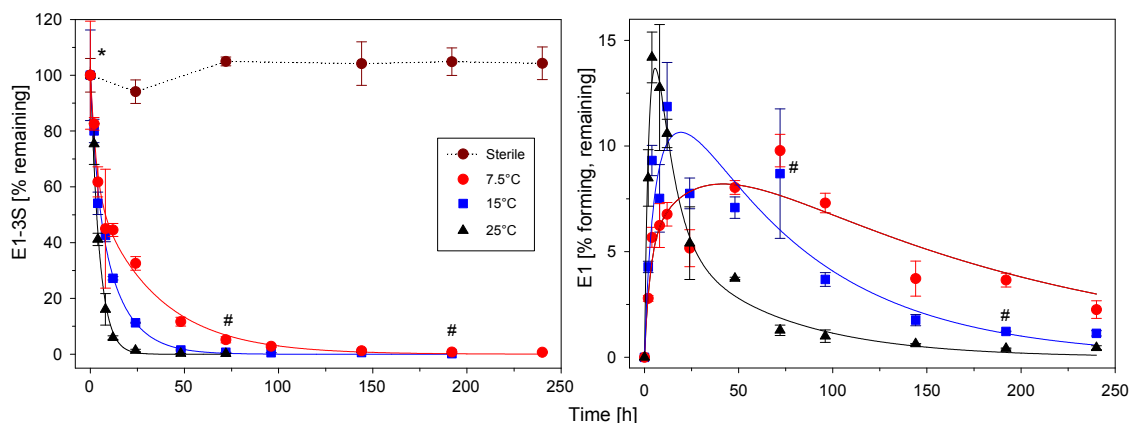 E1-3S [% remaining]
120
100
80
60
40
20
0
*
#
#
Sterile
7.5°C
15°C
25°C
0 50 100 150 200 250
E1 [% forming, remaining]
15
10
5
0
#
#
0 50 100 150 200 250
Time [h]